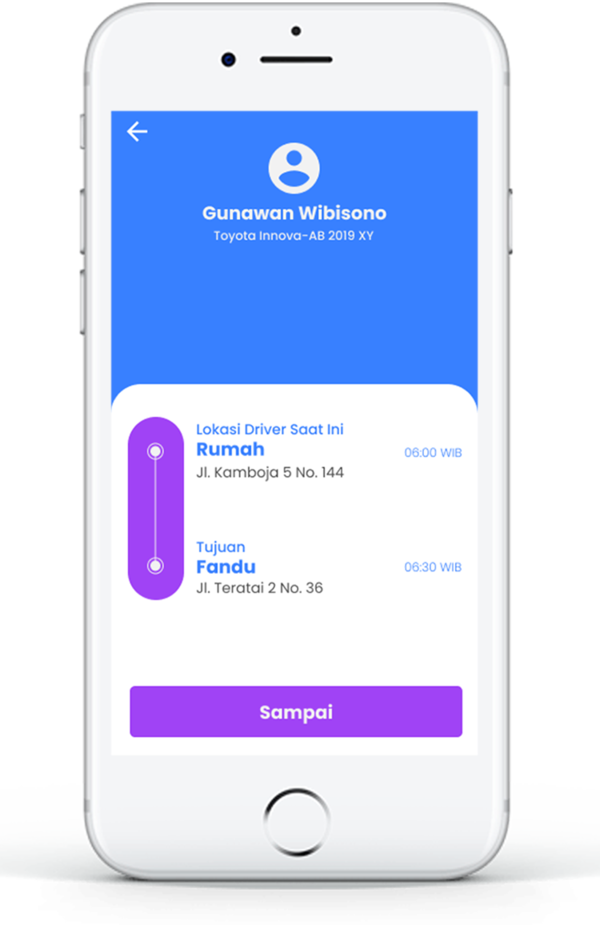 Gunawan Wibisono
Toyota Innova-AB 2019 XY
Lokasi Driver Saat Ini
Rumah
06:00 WIB
Jl. Kamboja 5 No. 144
Tujuan
Fandu
06:30 WIB
Jl. Teratai 2 No. 36
Sampai